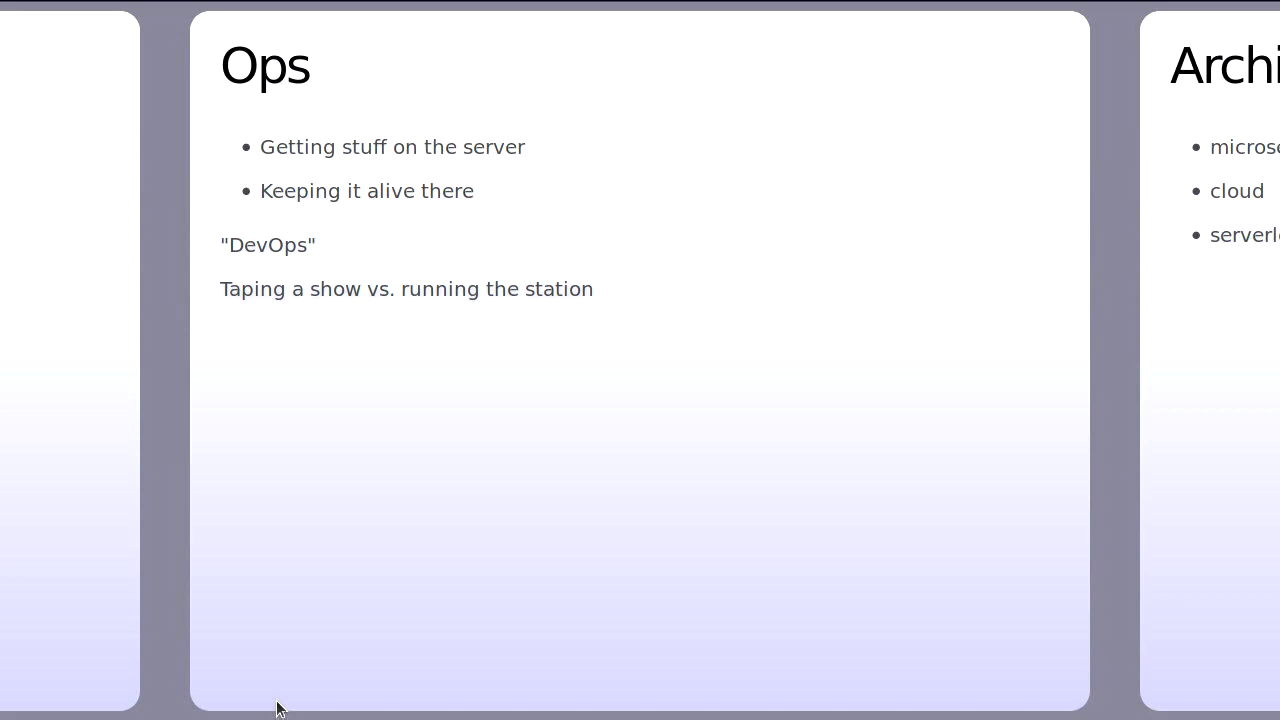 Ops
Getting stuff on the server
Keeping it alive there
"DevOps"
Taping a show vs. running the station
cloud